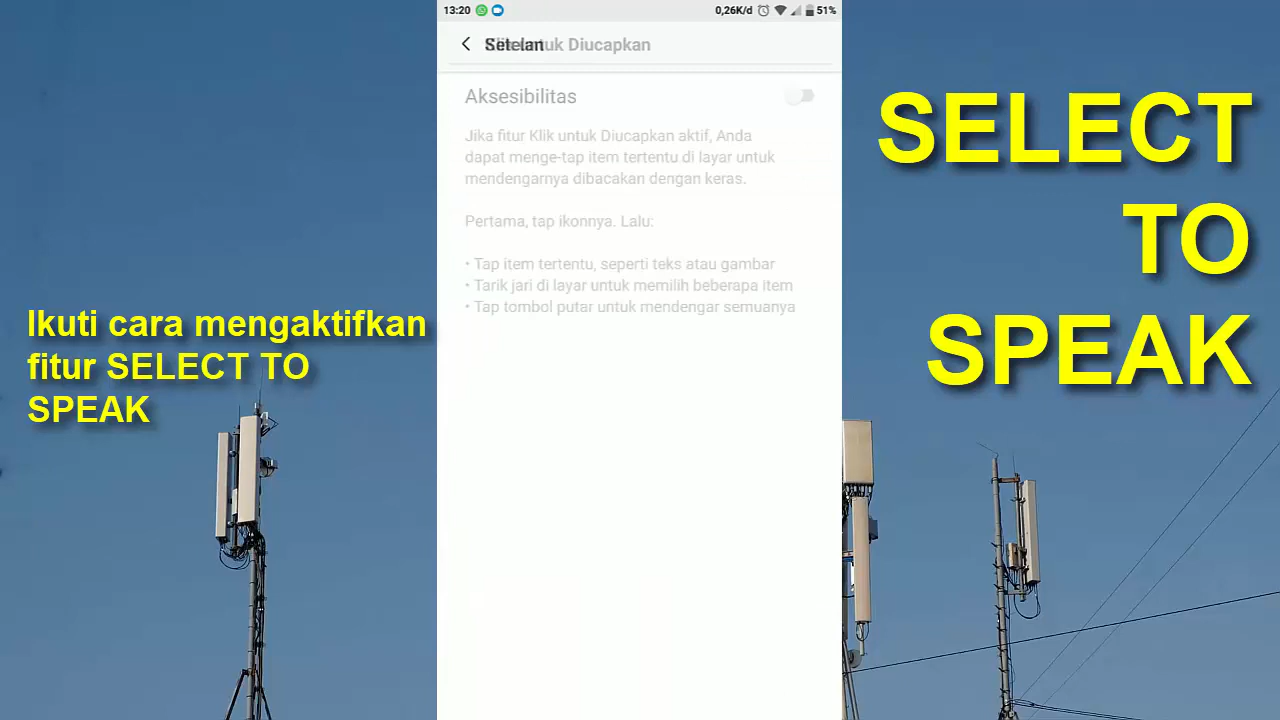 13:20
0,26K/d
51%
Setelan
Klik untuk Diucapkan
Aksesibilitas
Jika fitur Klik untuk Diucapkan aktif, Anda
dapat menge-tap item tertentu di layar untuk
mendengarnya dibacakan dengan keras.
Pertama, tap ikonnya. Lalu:
• Tap item tertentu, seperti teks atau gambar
• Tarik jari di layar untuk memilih beberapa item
• Tap tombol putar untuk mendengar semuanya
Ikuti cara mengaktifkan
fitur SELECT TO
SPEAK
SELECT
TO
SPEAK